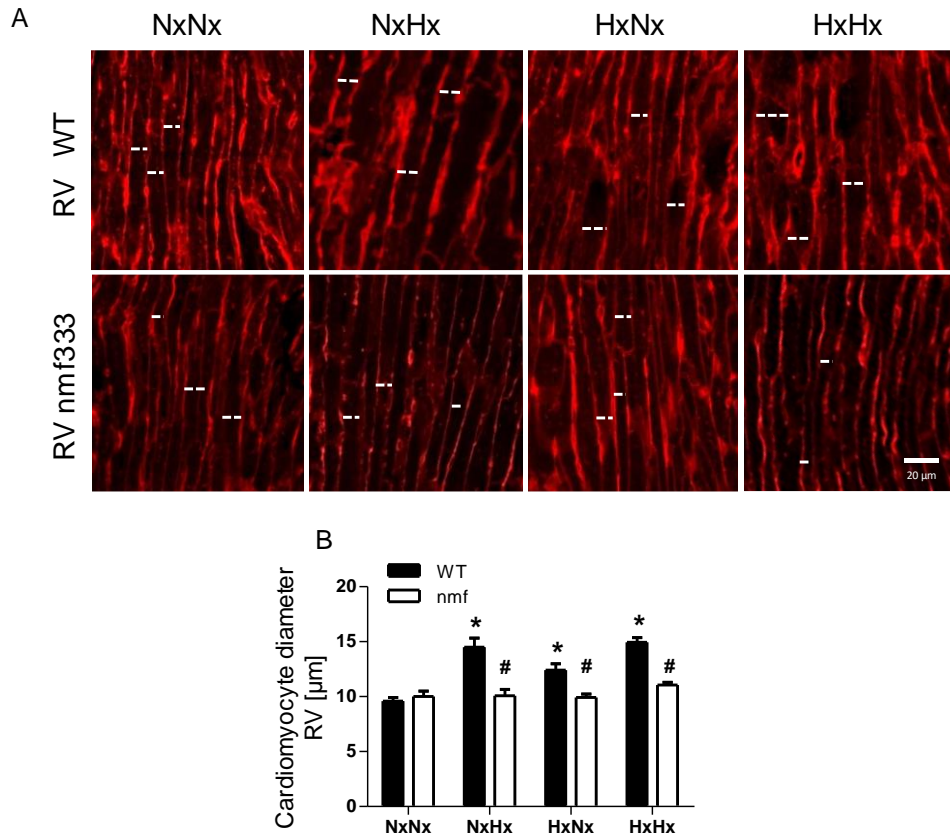 A
NxNx NxHx HxNx HxHx
RV WT
RV nmf333
20 µm
B
Cardiomyocyte diameter
RV [µm]
WT
nmf
20
15
10
5
0
* * *
# # #
NxNx NxHx HxNx HxHx